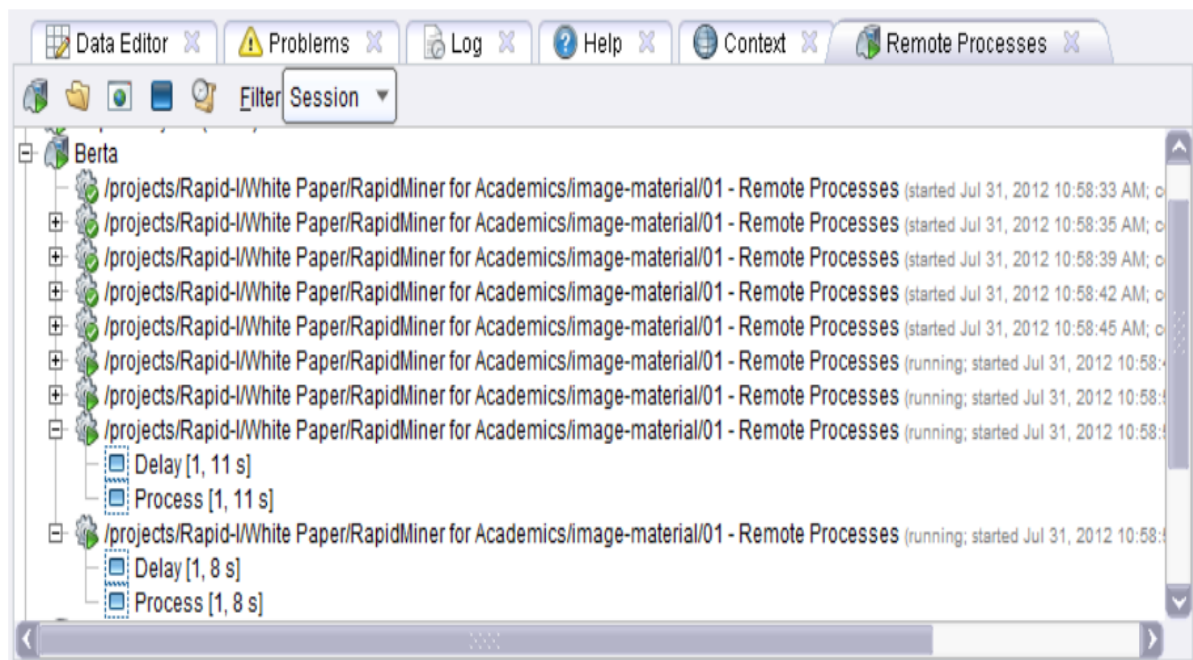 Data Editor Problems Log Help Context Remote Processes
Filter Session
Berta
/projects/Rapid-I/White Paper/RapidMiner for Academics/image-material/01 - Remote Processes (started Jul 31, 2012 10:58:33 AM;
/projects/Rapid-I/White Paper/RapidMiner for Academics/image-material/01 - Remote Processes (started Jul 31, 2012 10:58:35 AM;
/projects/Rapid-I/White Paper/RapidMiner for Academics/image-material/01 - Remote Processes (started Jul 31, 2012 10:58:39 AM;
/projects/Rapid-I/White Paper/RapidMiner for Academics/image-material/01 - Remote Processes (started Jul 31, 2012 10:58:42 AM;
/projects/Rapid-I/White Paper/RapidMiner for Academics/image-material/01 - Remote Processes (started Jul 31, 2012 10:58:45 AM;
/projects/Rapid-I/White Paper/RapidMiner for Academics/image-material/01 - Remote Processes (running; started Jul 31, 2012 10:58:
/projects/Rapid-I/White Paper/RapidMiner for Academics/image-material/01 - Remote Processes (running; started Jul 31, 2012 10:58:
/projects/Rapid-I/White Paper/RapidMiner for Academics/image-material/01 - Remote Processes (running; started Jul 31, 2012 10:58:
Delay [1, 11 s]
Process [1, 11 s]
/projects/Rapid-I/White Paper/RapidMiner for Academics/image-material/01 - Remote Processes (running; started Jul 31, 2012 10:58:
Delay [1, 8 s]
Process [1, 8 s]